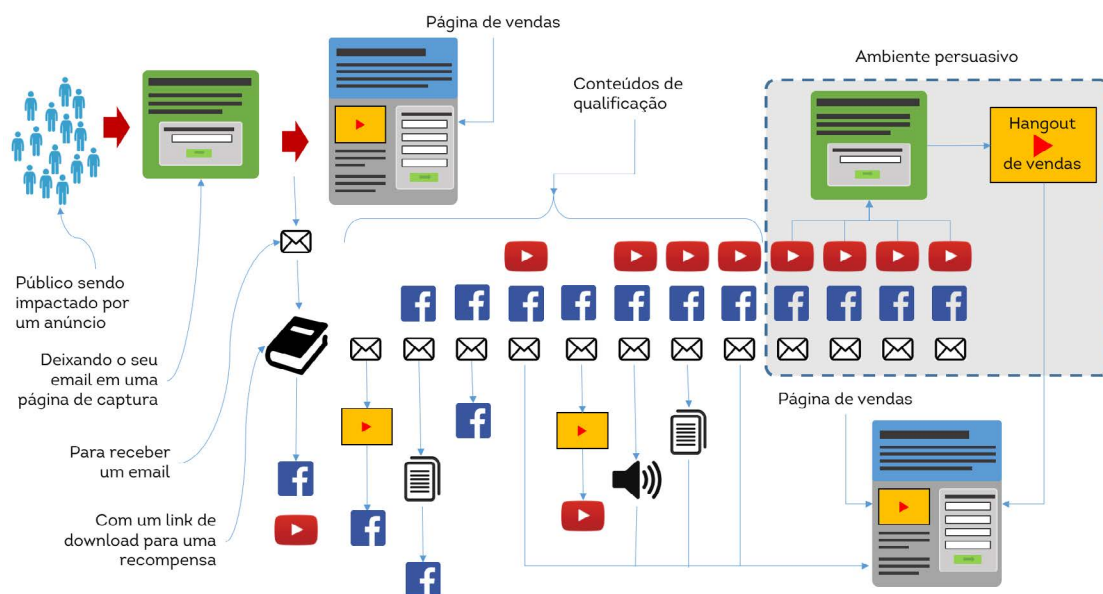 Página de vendas
Ambiente persuasivo
Conteúdos de
qualificação
Hangout
de vendas
Público sendo
impactado por
um anúncio
Deixando o seu
email em uma
página de captura
Página de vendas
Para receber
um email
Com um link de
download para uma
recompensa